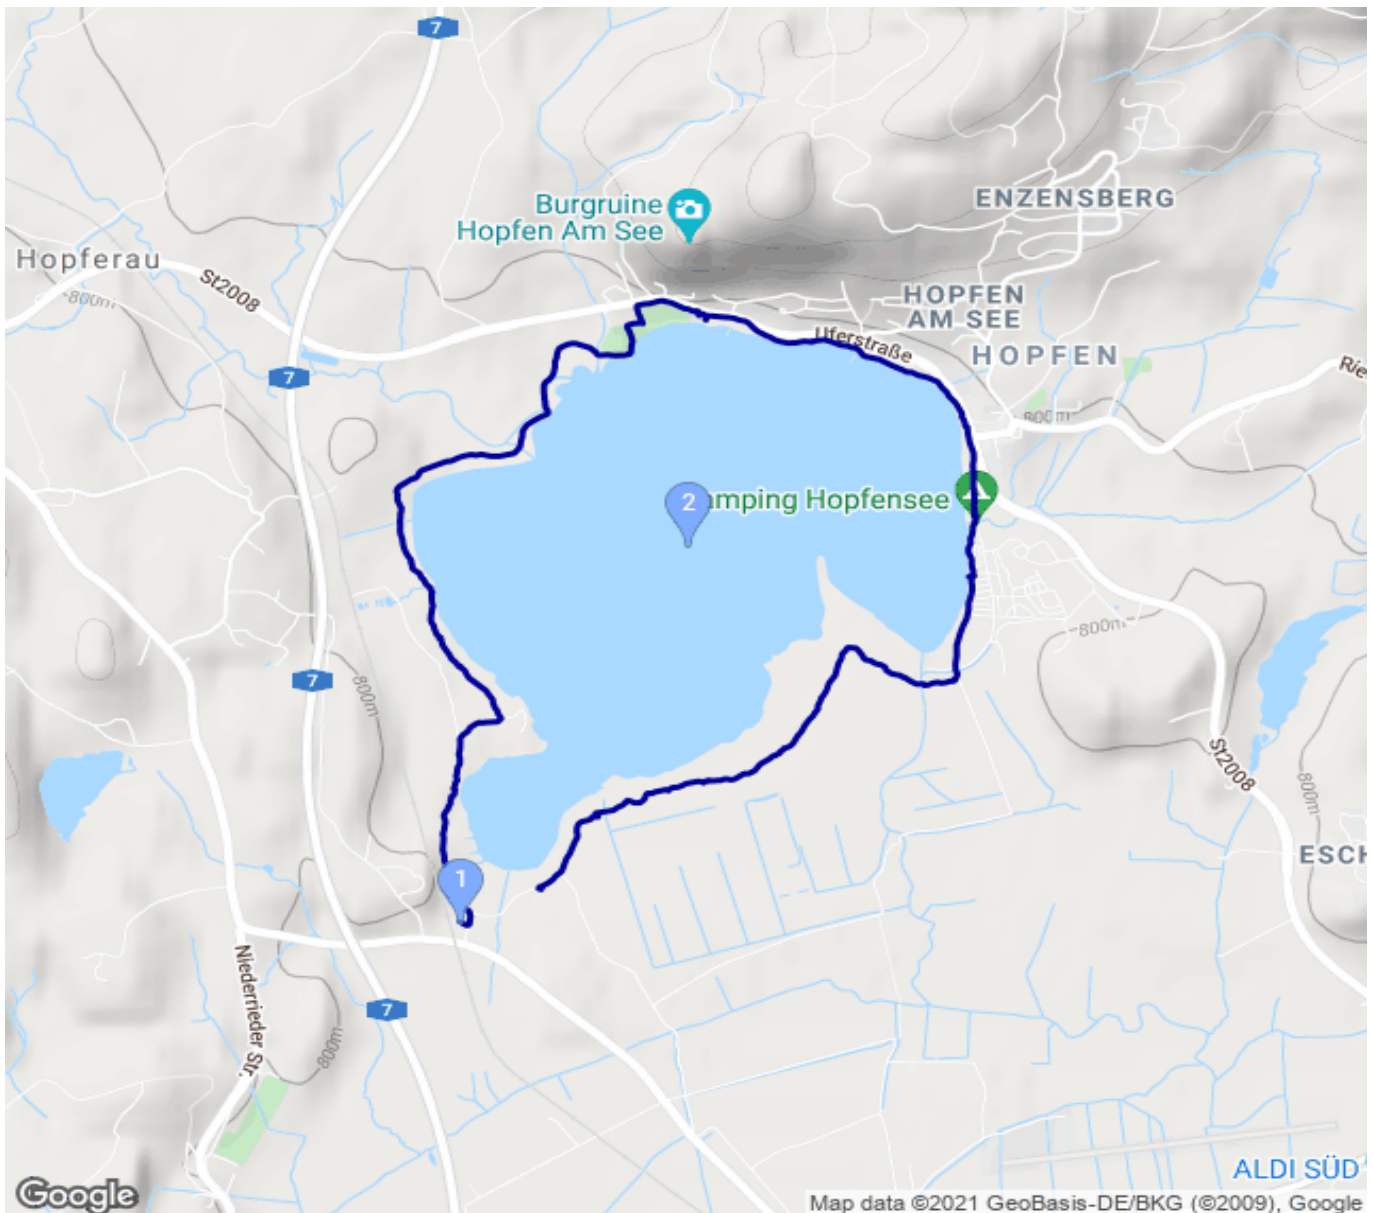 7
Burgruine
Hopfen Am See
ENZENSBERG
Hopferau
St2008
800m
HOPFEN
AM SEE
Uferstraße
HOPFEN
7
800m
2
amping Hopfensee
800m
7
800m
St2008
800m
1
Niederrieder Str.
7
800m
ALDI SÜD
Google
Map data ©2021 GeoBasis-DE/BKG (©2009), Google